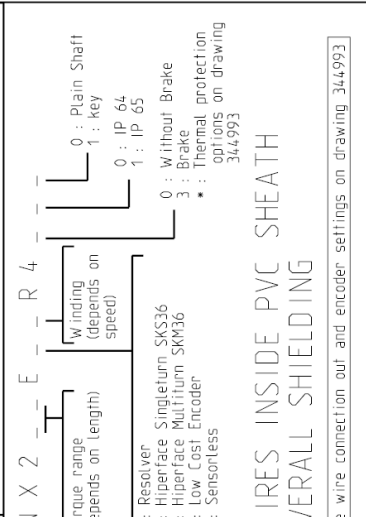 N X 2 _ _ E _ _ R 4 _ _ _
0 : Plain Shaft
1 : key
0 : IP 64
1 : IP 65
0 : Without Brake
3 : Brake
* : Thermal protection
options on drawing
344993
Winding
(depends on
speed)
rque range
epends on length)
: Resolver
: Hiperface Singleturn SKS36
: Hiperface Multiturn SKM36
: Low Cost Encoder
: Sensorless
IRES INSIDE PVC SHEATH
VERALL SHIELDING
e wire connection out and encoder settings on drawing 344993